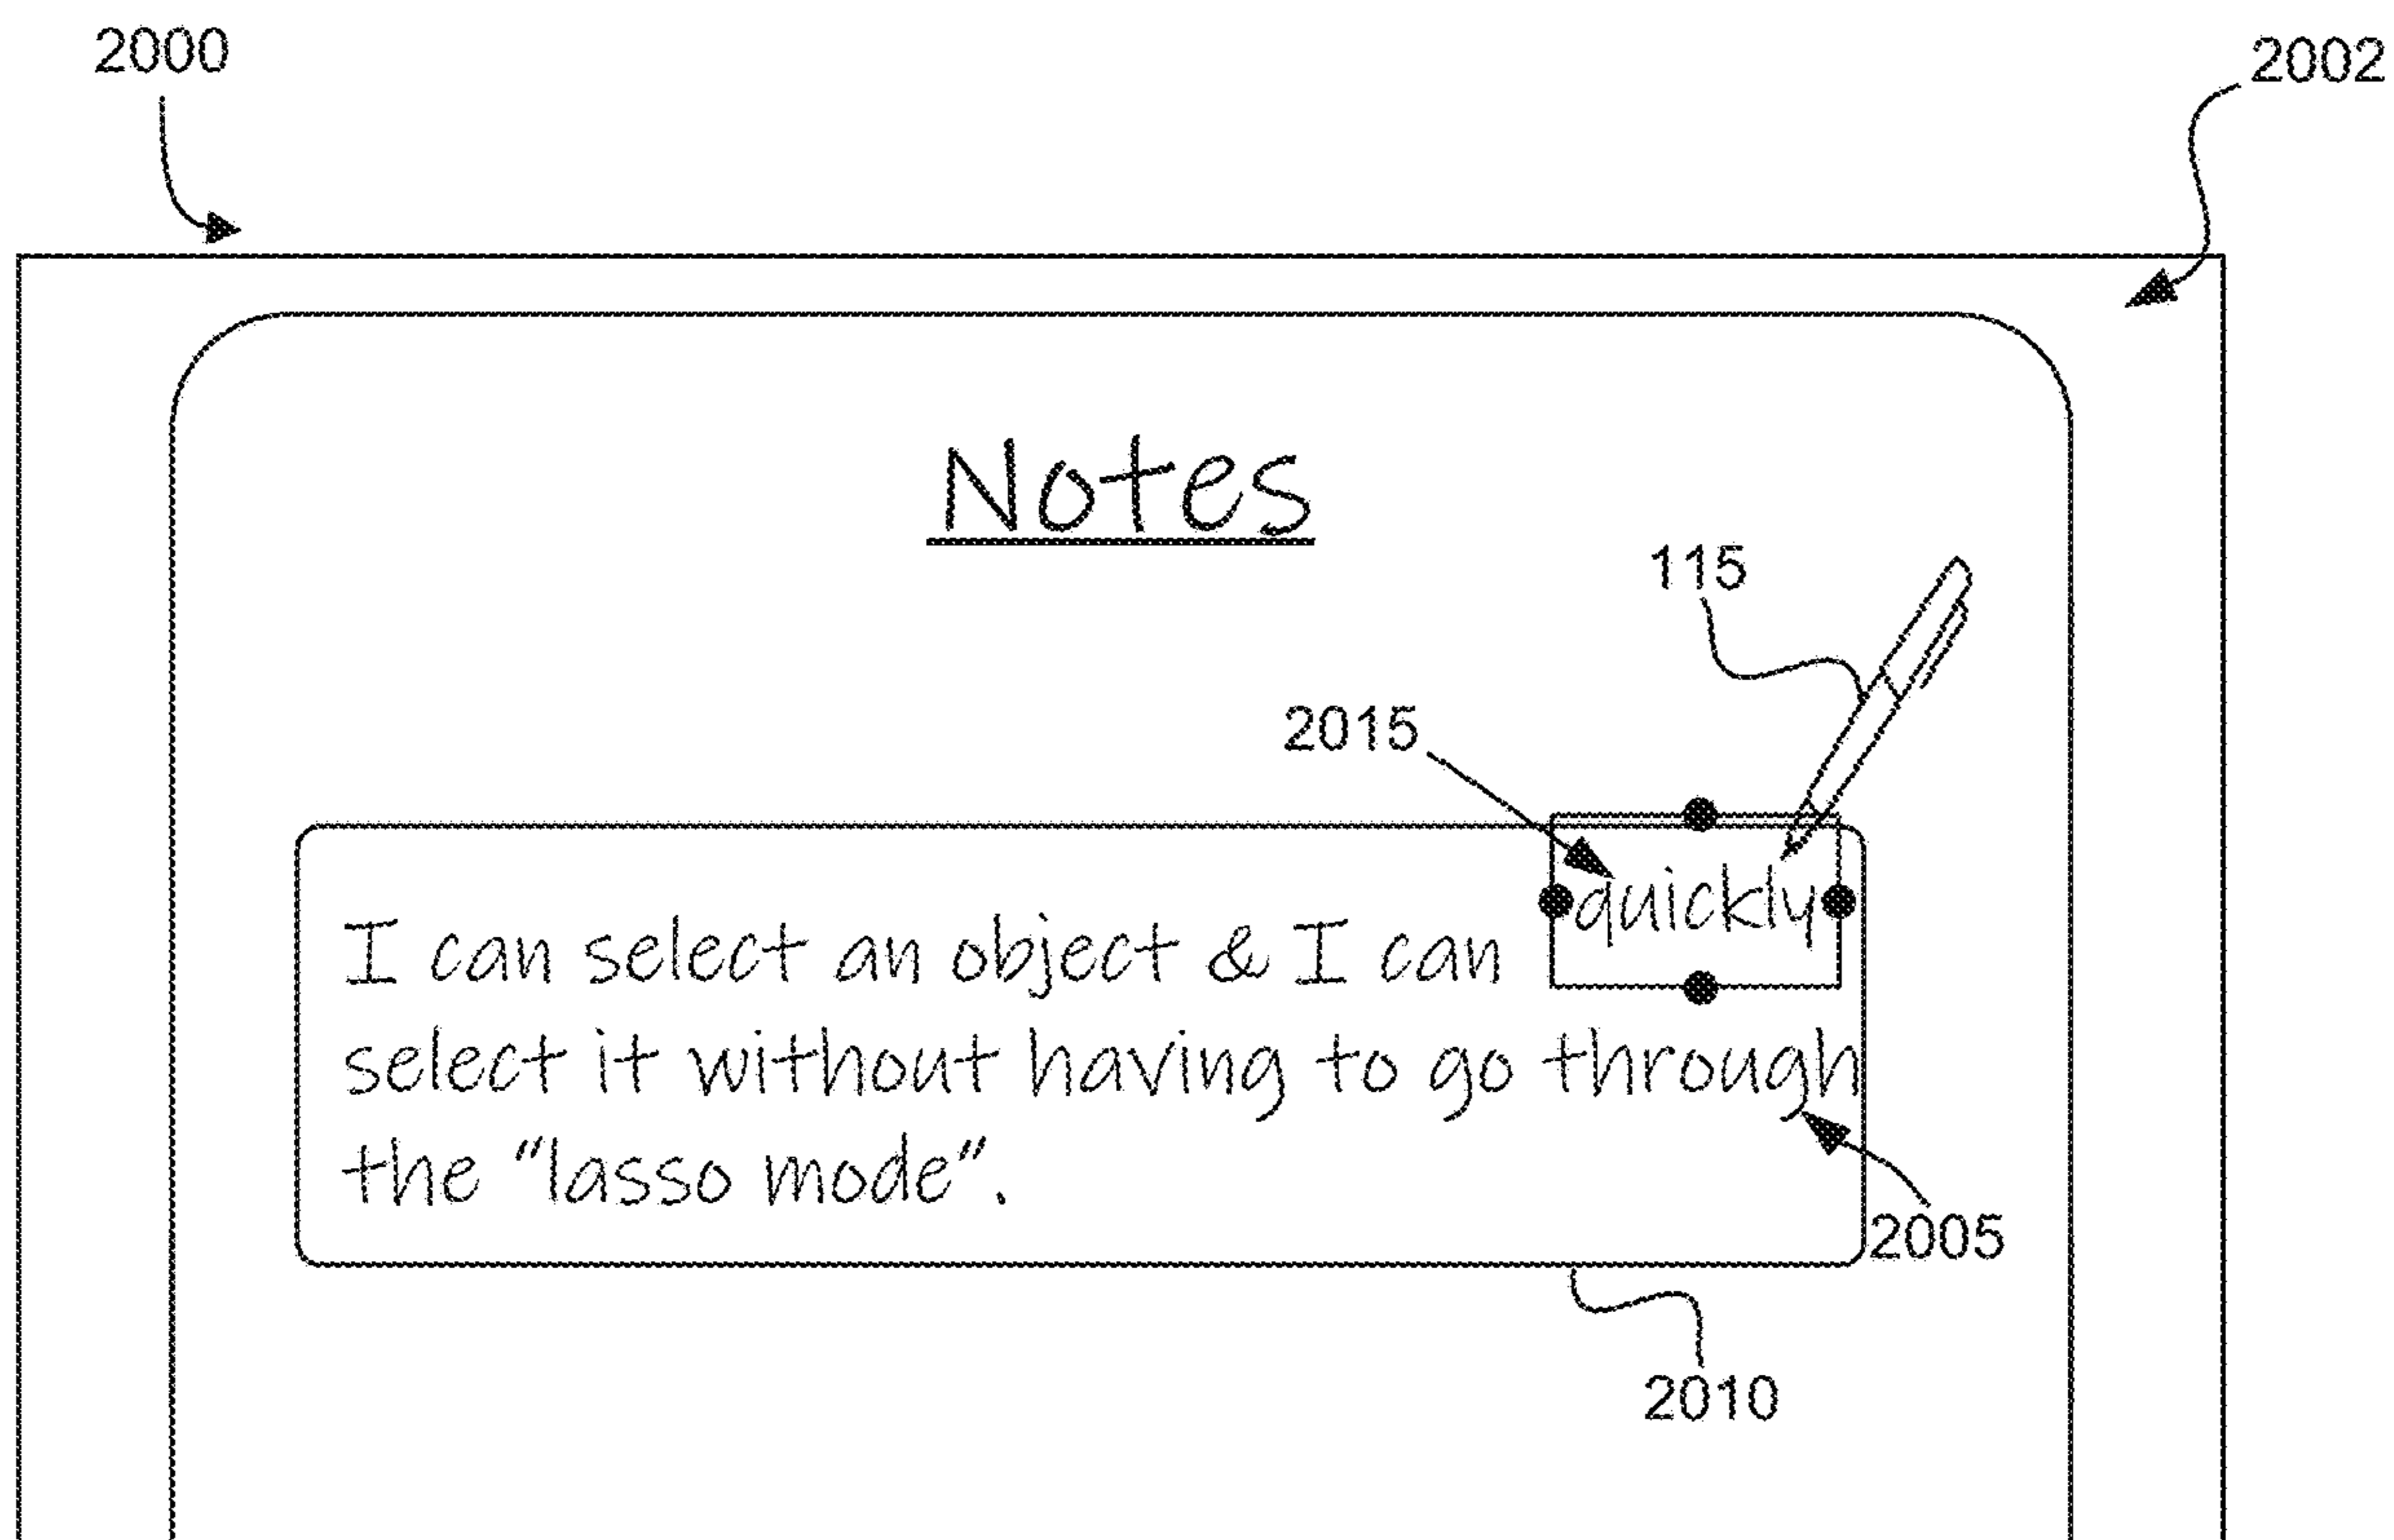 2000
2002
Notes
115
2015
quickly
I can select an object & I can
select it without having to go through
the "lasso mode".
2005
2010